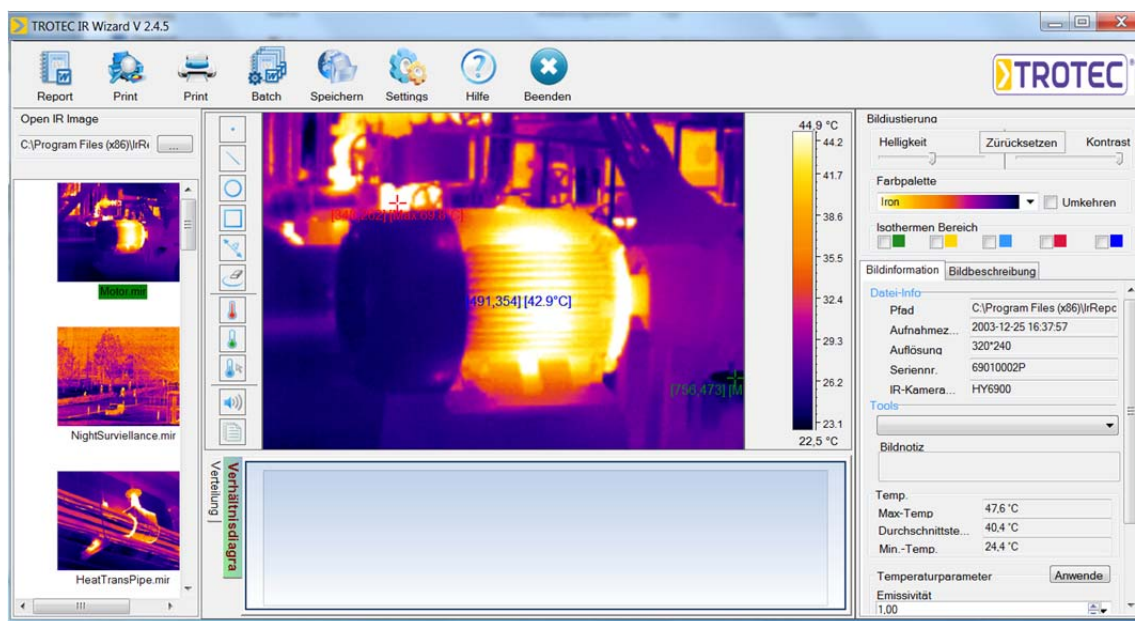 TROTEC IR Wizard V 2.4.5
Report Print Print Batch Speichern Settings Hilfe Beenden
TROTEC
Open IR Image
C:\Program Files (x86)\IrRe ...
Motor.mir
NightSurviellance.mir
HeatTransPipe.mir
[Max 69.8°C]
491,354] [42.9°C]
[756,473] [M
44,9 °C
44.2
41.7
38.6
35.5
32.4
29.3
26.2
23.1
22,5 °C
Verhältnisdiagra
Verteilung
Bildjustierung
Helligkeit Zurücksetzen Kontrast
Farbpalette
Iron Umkehren
Isothermen Bereich
Bildinformation Bildbeschreibung
Datei-Info
Pfad C:\Program Files (x86)\IrRepc
Aufnahmez... 2003-12-25 16:37:57
Auflösung 320*240
Seriennr. 69010002P
IR-Kamera... HY6900
Tools
Bildnotiz
Temp.
Max-Temp 47,6 °C
Durchschnittste... 40,4 °C
Min.-Temp. 24,4 °C
Temperaturparameter Anwende
Emissivität
1,00